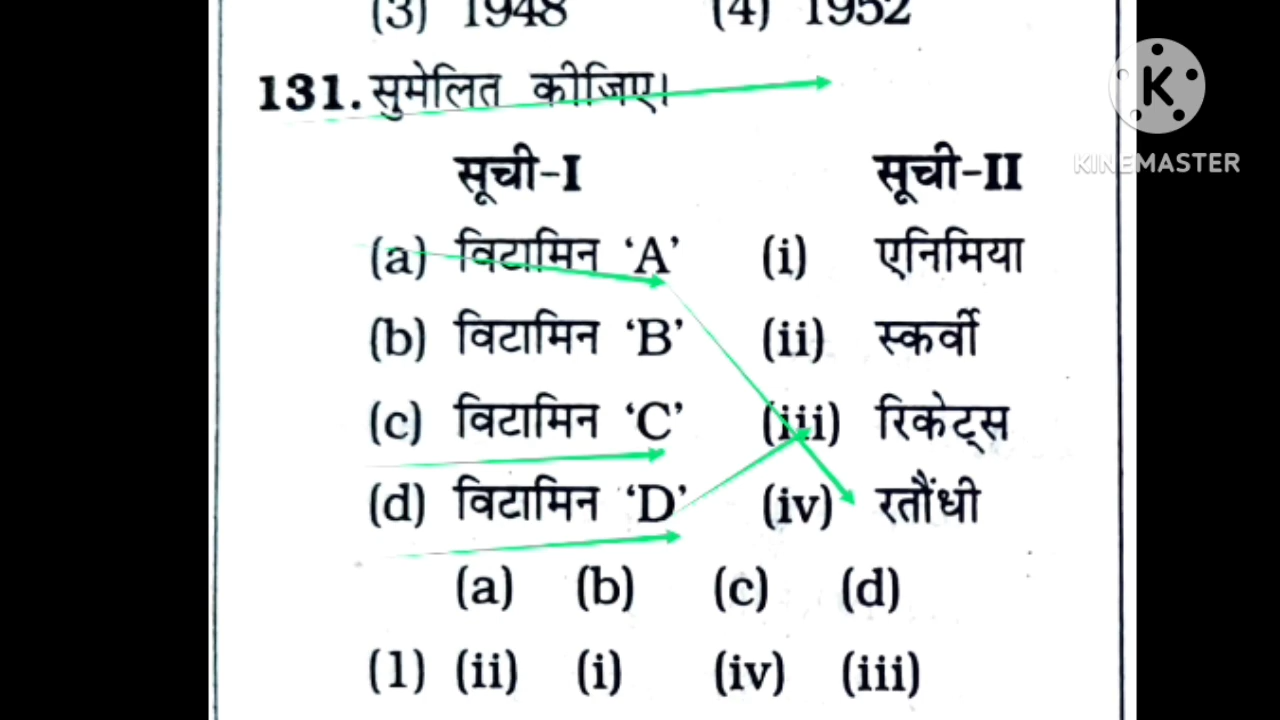 (3) 1948 (4) 1952
131. सुमेलित कीजिए।
K
KINEMASTER
सूची-I सूची-II
(a) विटामिन 'A' (i) एनिमिया
(b) विटामिन 'B' (ii) स्कर्वी
(c) विटामिन 'C' (iii) रिकेट्स
(d) विटामिन 'D' (iv) रतौंधी
(a) (b) (c) (d)
(1) (ii) (i) (iv) (iii)